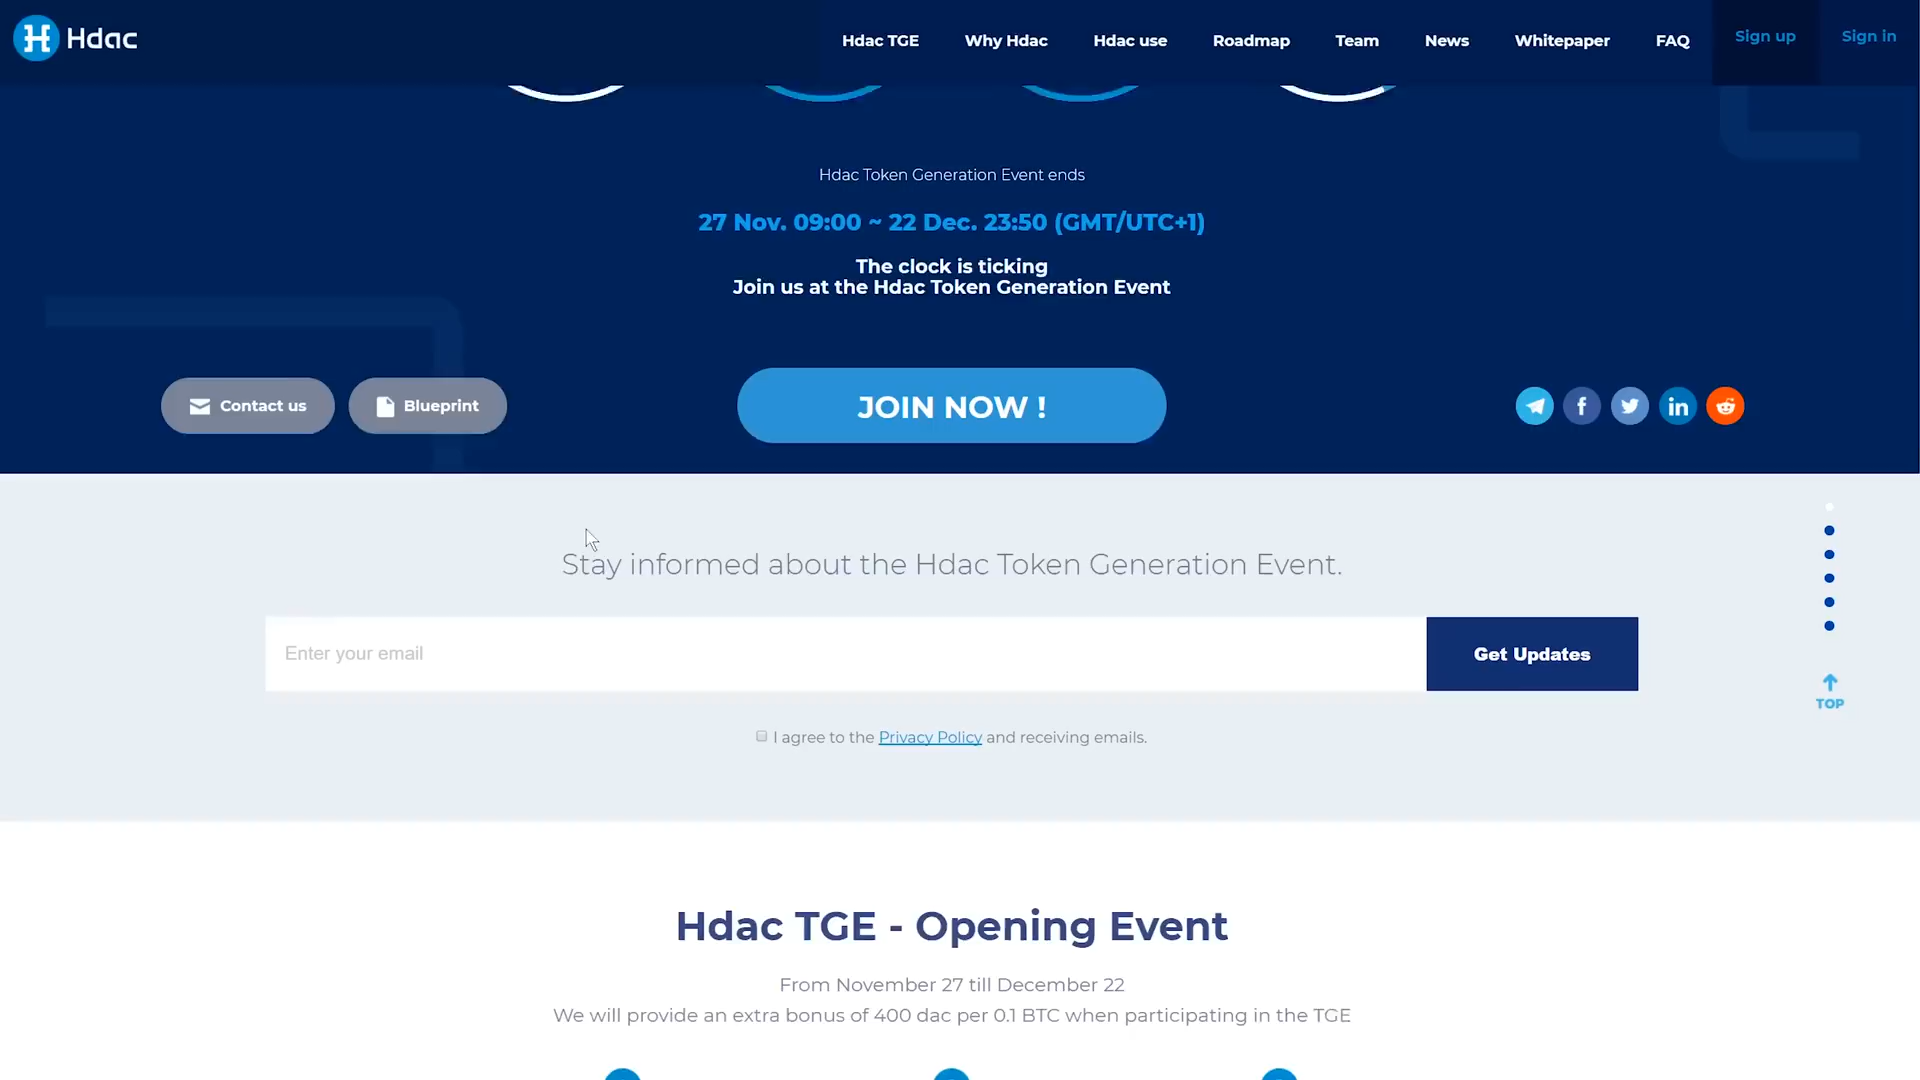 Hdac
Hdac TGE
Why Hdac
Hdac use
Roadmap
Team
News
Whitepaper
FAQ
Sign up
Sign in
Hdac Token Generation Event ends
27 Nov. 09:00 ~ 22 Dec. 23:50 (GMT/UTC+1)
The clock is ticking
Join us at the Hdac Token Generation Event
Contact us
Blueprint
JOIN NOW !
Stay informed about the Hdac Token Generation Event.
Enter your email
Get Updates
TOP
I agree to the Privacy Policy and receiving emails.
Hdac TGE - Opening Event
From November 27 till December 22
We will provide an extra bonus of 400 dac per 0.1 BTC when participating in the TGE